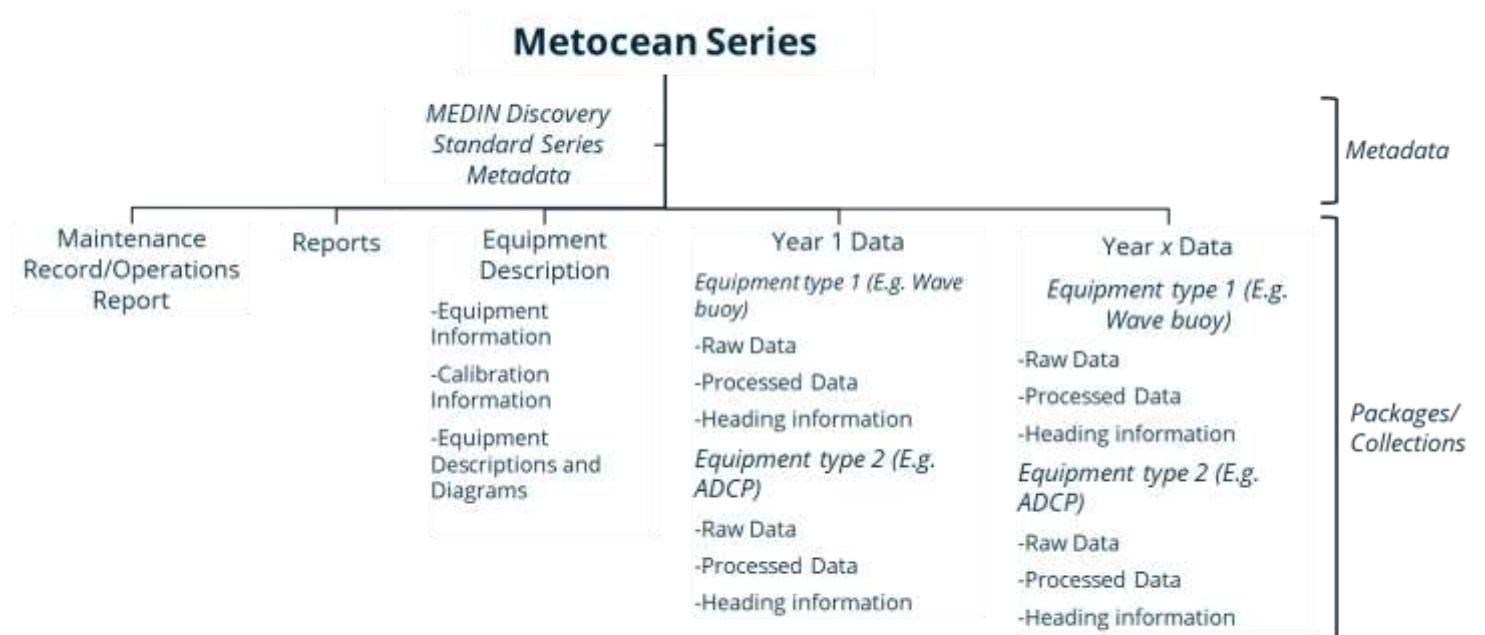 Metocean Series
MEDIN Discovery
Standard Series
Metadata
Metadata
Maintenance
Record/Operations
Report
Reports
Equipment
Description
-Equipment
Information
-Calibration
Information
-Equipment
Descriptions and
Diagrams
Year 1 Data
Equipment type 1 (E.g. Wave
buoy)
-Raw Data
-Processed Data
-Heading information
Equipment type 2 (E.g.
ADCP)
-Raw Data
-Processed Data
-Heading information
Year x Data
Equipment type 1 (E.g.
Wave buoy)
-Raw Data
-Processed Data
-Heading information
Equipment type 2 (E.g.
ADCP)
-Raw Data
-Processed Data
-Heading information
Packages/
Collections